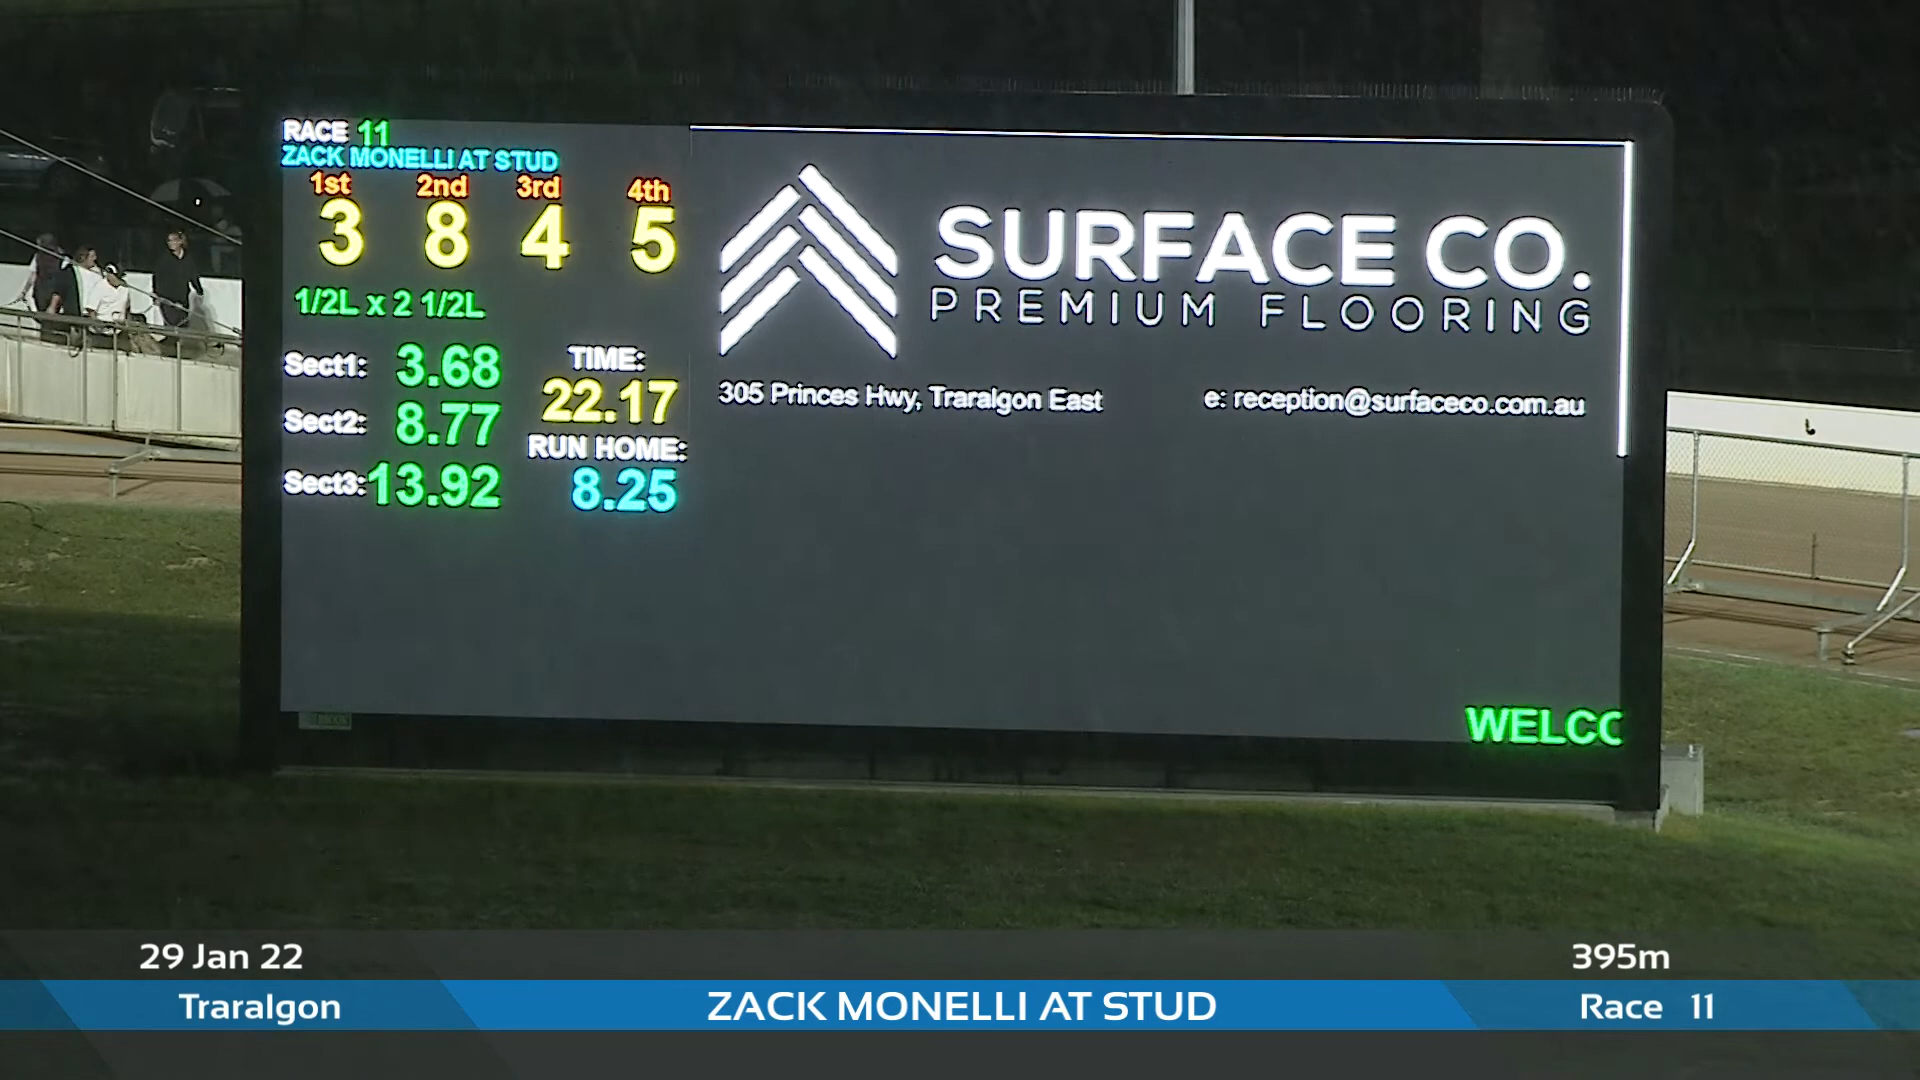 RACE 11
ZACK MONELLI AT STUD
1st 2nd 3rd 4th
3 8 4 5
1/2L x 2 1/2L
Sect1: 3.68
Sect2: 8.77
Sect3: 13.92
TIME:
22.17
RUN HOME:
8.25
SURFACE CO.
PREMIUM FLOORING
305 Princes Hwy, Traralgon East
e: reception@surfaceco.com.au
WELCO
29 Jan 22
Traralgon
ZACK MONELLI AT STUD
395m
Race 11